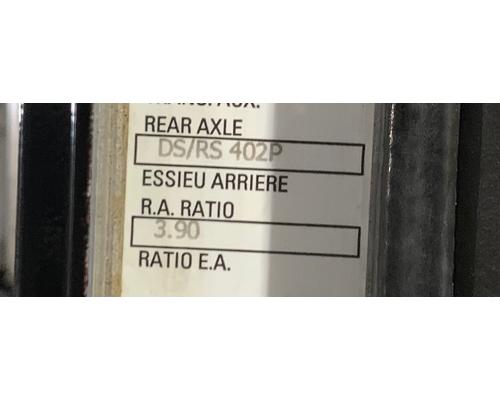 REAR AXLE
DS/RS 402P
ESSIEU ARRIERE
R.A. RATIO
3.90
RATIO E.A.